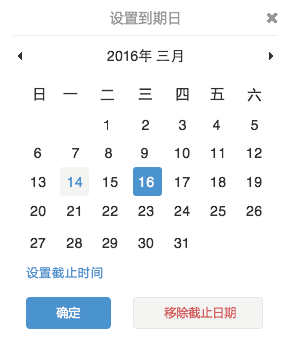 设置到期日
2016年 三月
日 一 二 三 四 五 六
1 2 3 4 5
6 7 8 9 10 11 12
13 14 15 16 17 18 19
20 21 22 23 24 25 26
27 28 29 30 31
设置截止时间
确定 移除截止日期